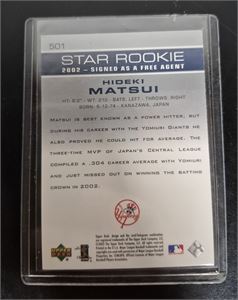 501
STAR ROOKIE
2002 - SIGNED AS A FREE AGENT
HIDEKI
MATSUI
HT: 6'2" - WT: 210 - BATS: LEFT - THROWS: RIGHT
BORN: 6-12-74 - KANAZAWA, JAPAN
MATSUI IS BEST KNOWN AS A POWER HITTER, BUT
DURING HIS CAREER WITH THE YOMIURI GIANTS HE
ALSO PROVED HE COULD HIT FOR AVERAGE. THE
THREE-TIME MVP OF JAPAN'S CENTRAL LEAGUE
COMPILED A .304 CAREER AVERAGE WITH YOMIURI
AND JUST MISSED OUT ON WINNING THE BATTING
CROWN IN 2002.
UPPER DECK